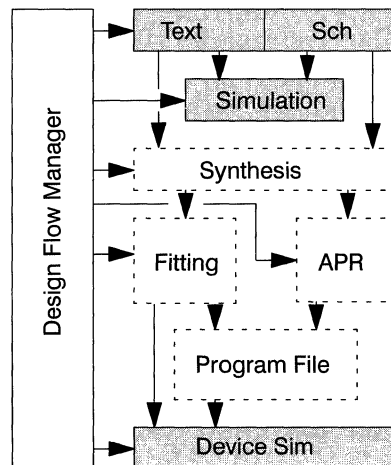 Design Flow Manager
Text Sch
Simulation
Synthesis
Fitting APR
Program File
Device Sim